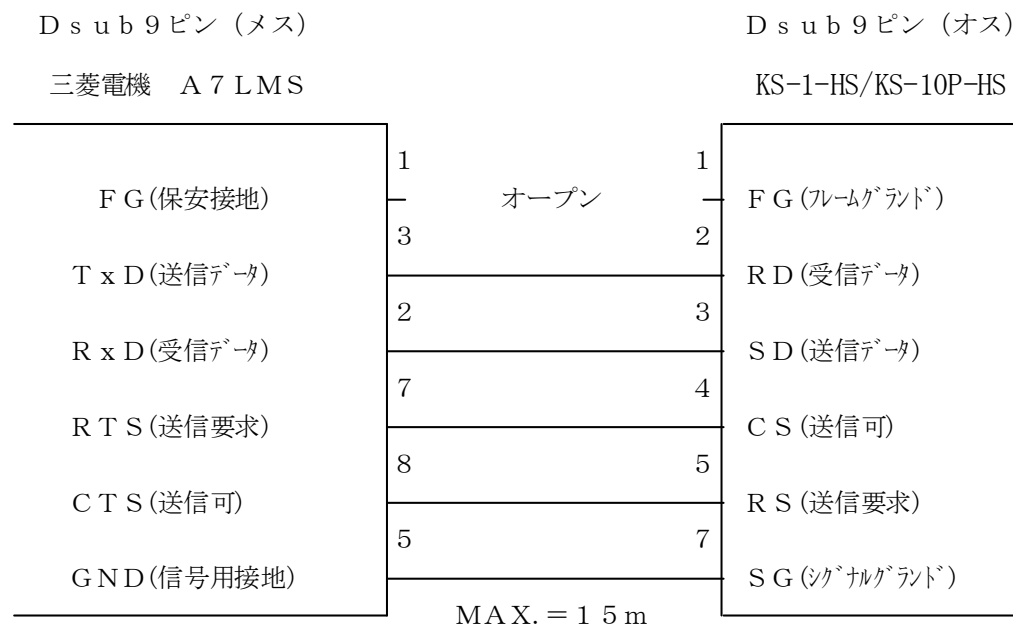 Ｄｓｕｂ９ピン（メス） Ｄｓｕｂ９ピン（オス）
三菱電機　Ａ７ＬＭＳ KS-1-HS/KS-10P-HS
1 1
ＦＧ(保安接地) オープン ＦＧ(ﾌﾚｰﾑｸﾞﾗﾝﾄﾞ)
3 2
ＴｘＤ(送信ﾃﾞｰﾀ) ＲＤ(受信ﾃﾞｰﾀ)
2 3
ＲｘＤ(受信ﾃﾞｰﾀ) ＳＤ(送信ﾃﾞｰﾀ)
7 4
ＲＴＳ(送信要求) ＣＳ(送信可)
8 5
ＣＴＳ(送信可) ＲＳ(送信要求)
5 7
ＧＮＤ(信号用接地) ＳＧ(ｼｸﾞﾅﾙｸﾞﾗﾝﾄﾞ)
ＭＡＸ.＝１５ｍ